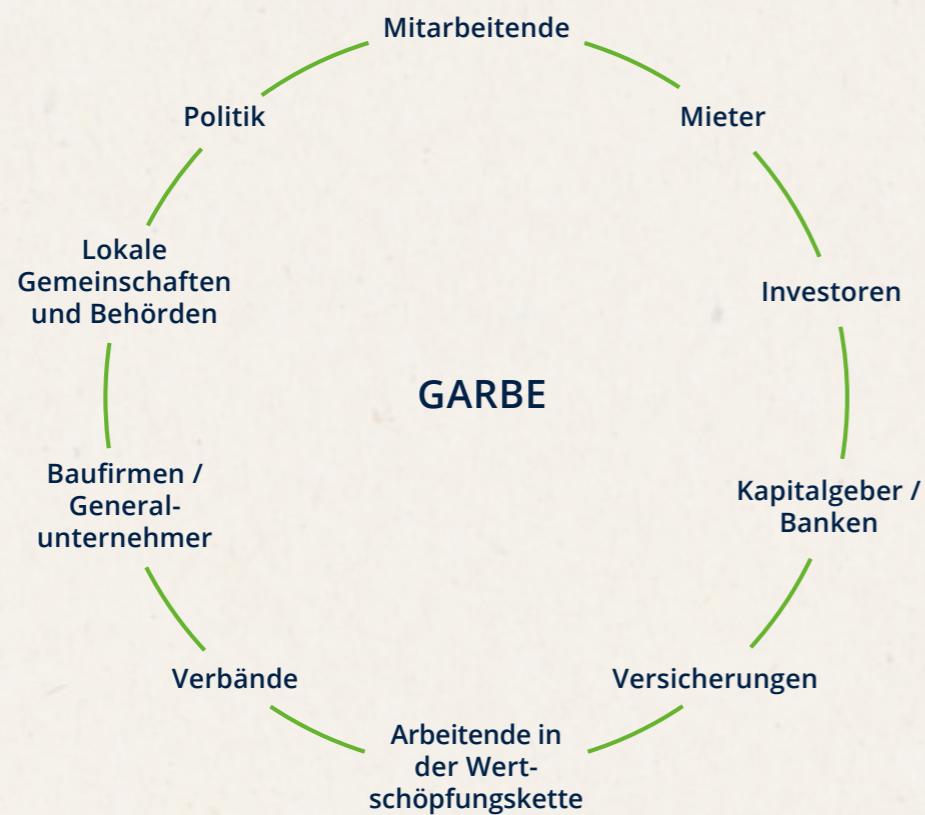 Mitarbeitende
Politik
Mieter
Lokale
Gemeinschaften
und Behörden
Investoren
GARBE
Baufirmen /
General-
unternehmer
Kapitalgeber /
Banken
Verbände
Versicherungen
Arbeitende in
der Wert-
schöpfungskette